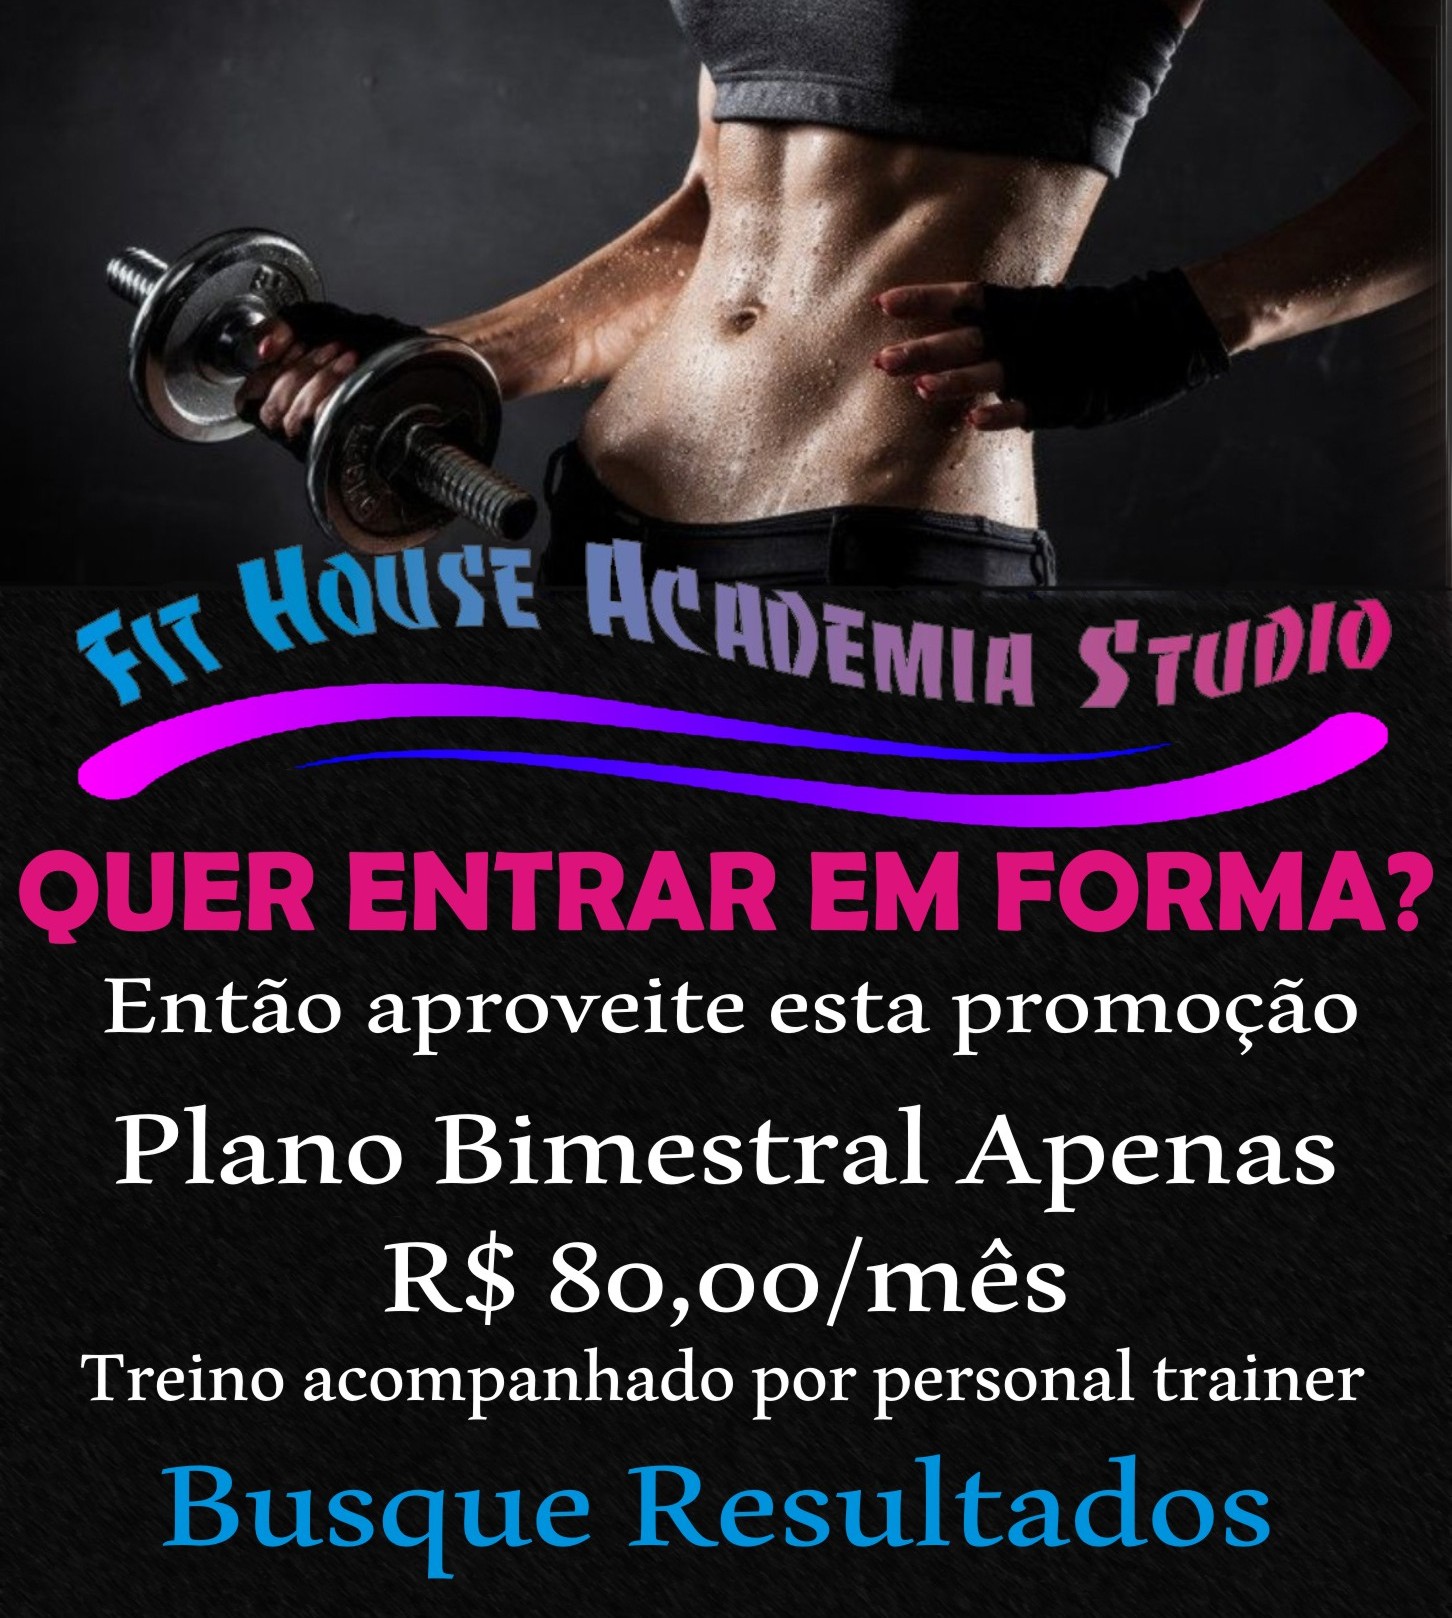 Fit House Academia Studio
QUER ENTRAR EM FORMA?
Então aproveite esta promoção
Plano Bimestral Apenas
R$ 80,00/mês
Treino acompanhado por personal trainer
Busque Resultados